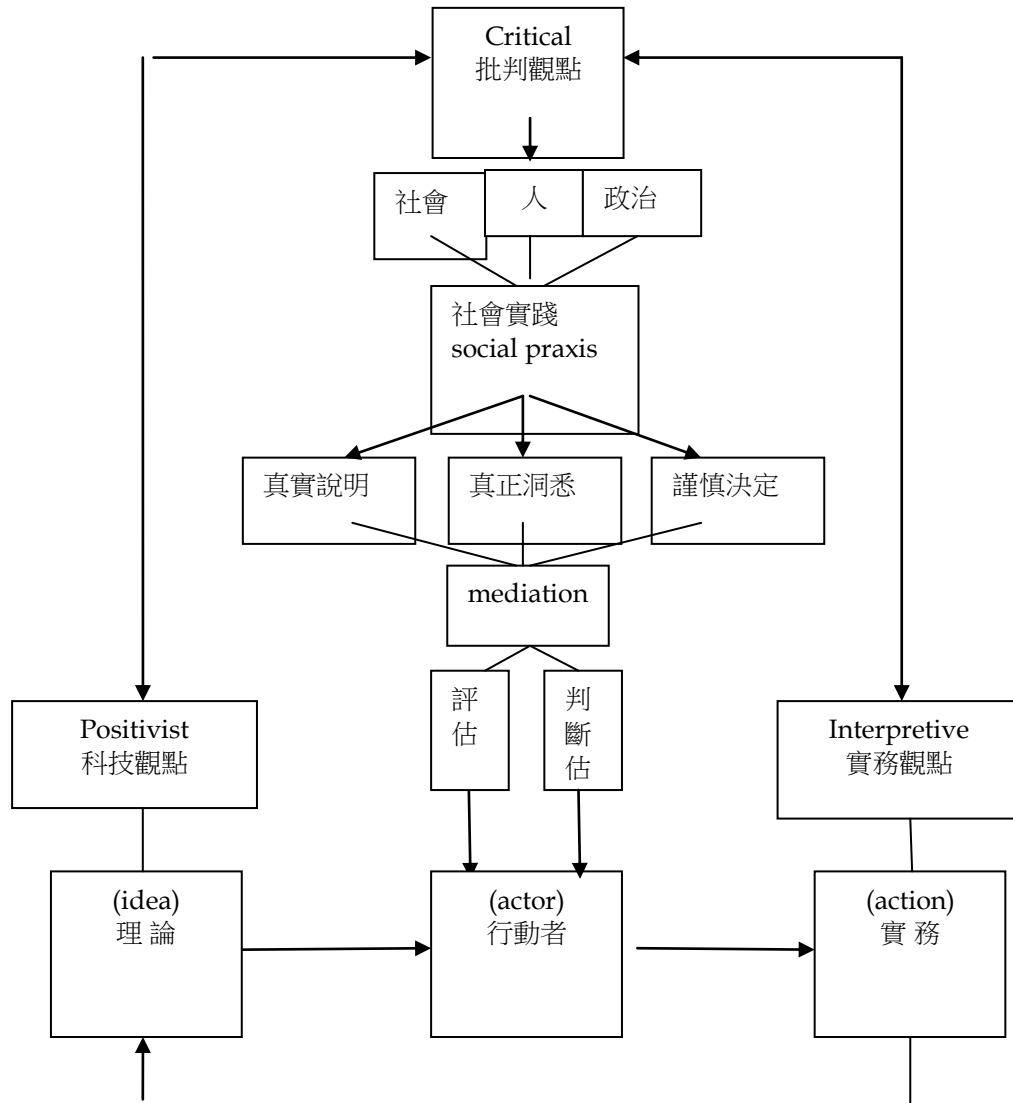 Critical
批判觀點
社會
人
政治
社會實踐
social praxis
真實說明
真正洞悉
謹慎決定
mediation
評
估
判
斷
估
Positivist
科技觀點
Interpretive
實務觀點
(idea)
理 論
(actor)
行動者
(action)
實 務